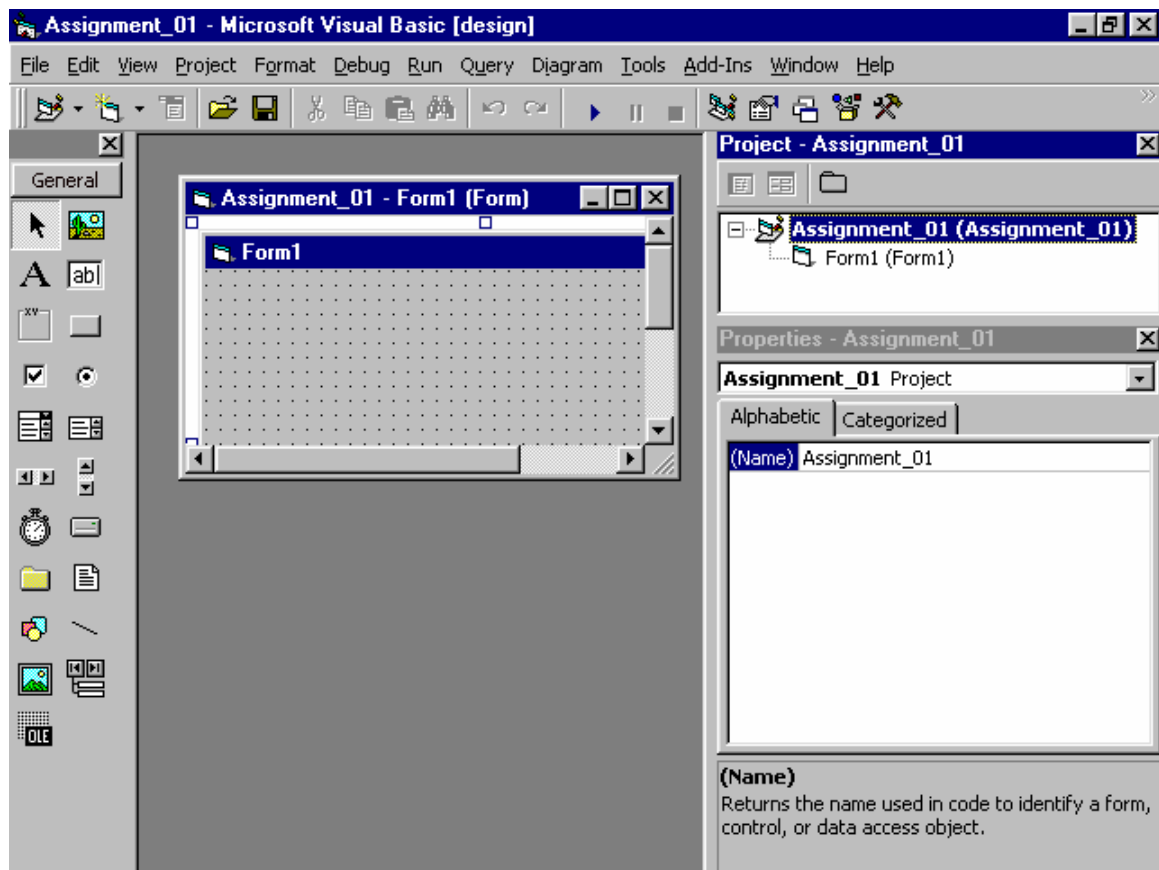 Assignment_01 - Microsoft Visual Basic [design]
File Edit View Project Format Debug Run Query Diagram Tools Add-Ins Window Help
Project - Assignment_01
General
Assignment_01 - Form1 (Form)
Form1
A
ab
xv
OLE
Assignment_01 (Assignment_01)
Form1 (Form1)
Properties - Assignment_01
Assignment_01 Project
Alphabetic Categorized
(Name) Assignment_01
(Name)
Returns the name used in code to identify a form,
control, or data access object.